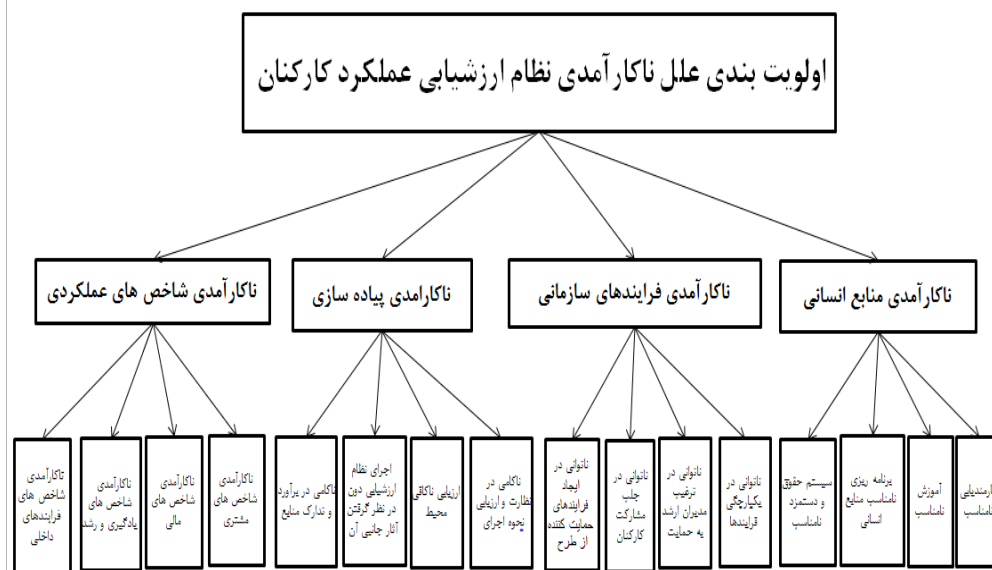 اولویت بندی علل ناکارآمدی نظام ارزشیابی عملکرد کارکنان
ناکارآمدی منابع انسانی
ناکارآمدی فرایندهای سازمانی
ناکارامدی پیاده سازی
ناکارآمدی شاخص های عملکردی
نامناسب
آموزش
نامناسب
برنامه ریزی
نامناسب منابع
انسانی
سیستم حقوق
و دستمزد
نامناسب
ناتوانی در
یکپارچگی
فرایندها
ناتوانی در
ترغیب
مدیران ارشد
به حمایت
ناتوانی در
جلب
مشارکت
کارکنان
ناتوانی در
ایجاد
فرایندهای
حمایت کننده
از طرح
ناکامی در
نظارت و ارزیابی
نحوه اجرای
ارزیابی ناکافی
محیط
اجرای نظام
ارزشیابی دون
در نظر گرفتن
آثار جانبی آن
ناکامی در برآورد
و تدارک منابع
ناکارآمدی
شاخص های
مشتری
ناکارآمدی
شاخص های
مالی
ناکارآمدی
شاخص های
یادگیری و رشد
ناکارآمدی
شاخص های
فرایندهای
داخلی